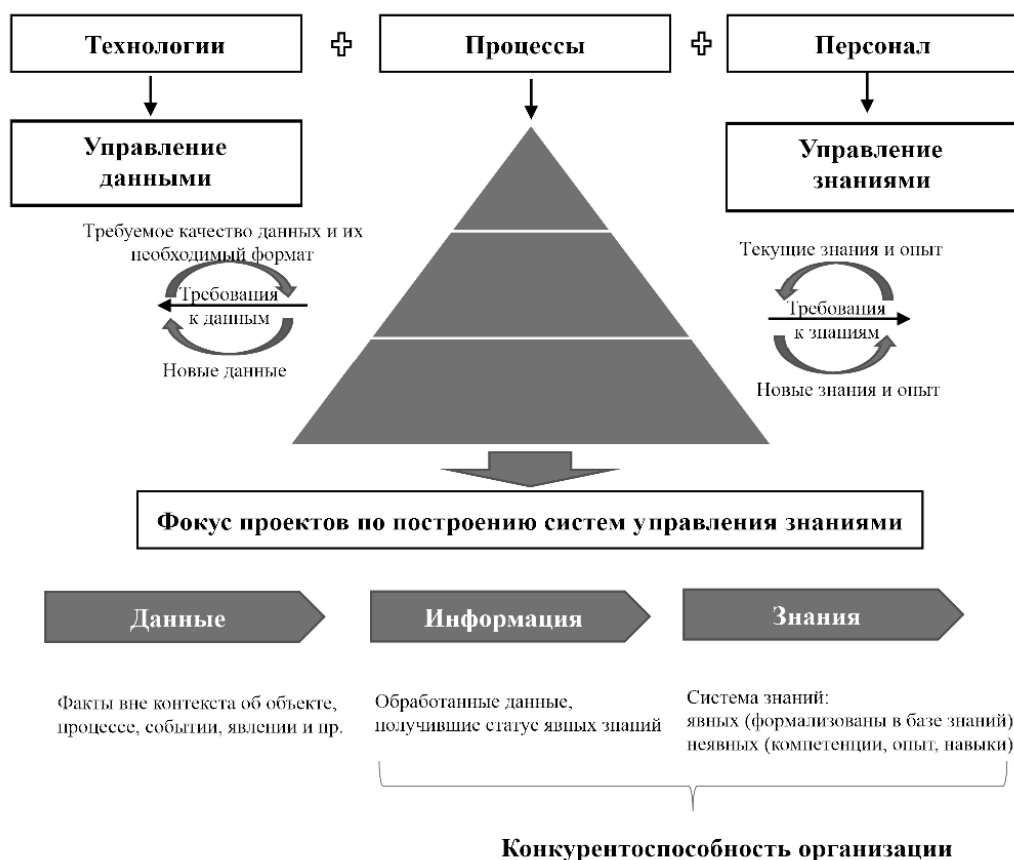 Технологии
Процессы
Персонал
Управление
данными
Управление
знаниями
Требуемое качество данных и их
необходимый формат
Требования
к данным
Новые данные
Текущие знания и опыт
Требования
к знаниям
Новые знания и опыт
Фокус проектов по построению систем управления знаниями
Данные
Информация
Знания
Факты вне контекста об объекте,
процессе, событии, явлении и пр.
Обработанные данные,
получившие статус явных знаний
Система знаний:
явных (формализованы в базе знаний)
неявных (компетенции, опыт, навыки)
Конкурентоспособность организации